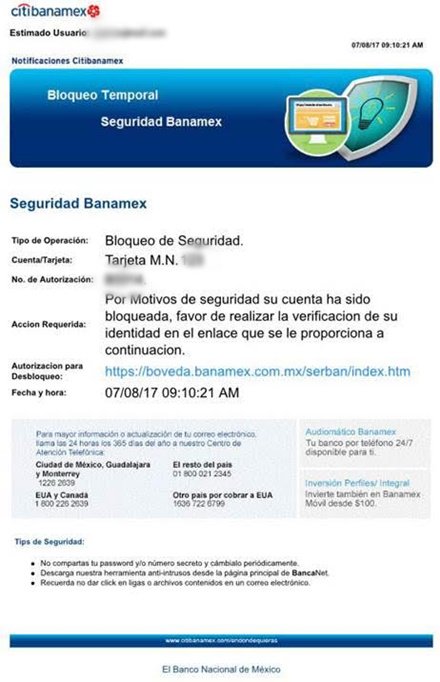 citibanamex
Estimado Usuario:
07/08/17 09:10:21 AM
Notificaciones Citibanamex
Bloqueo Temporal
Seguridad Banamex
Seguridad Banamex
Tipo de Operación: Bloqueo de Seguridad.
Cuenta/Tarjeta: Tarjeta M.N.
No. de Autorización:
Por Motivos de seguridad su cuenta ha sido
Accion Requerida: bloqueada, favor de realizar la verificacion de su
identidad en el enlace que se le proporciona a
continuacion.
Autorizacion para
Desbloqueo: https://boveda.banamex.com.mx/serban/index.htm
Fecha y hora: 07/08/17 09:10:21 AM
Para mayor información o actualización de tu correo electrónico,
llama las 24 horas los 365 días del año a nuestro Centro de
Atención Telefónica:
Ciudad de México, Guadalajara
y Monterrey
1226 2639
El resto del país
01 800 021 2345
EUA y Canadá
1 800 226 2639
Otro país por cobrar a EUA
1636 722 6799
Audiomático Banamex
Tu banco por teléfono 24/7
disponible para ti.
Inversión Perfiles/ Integral
Invierte también en Banamex
Móvil desde $100.
Tips de Seguridad:
No compartas tu password y/o número secreto y cámbialo periódicamente.
Descarga nuestra herramienta anti-intrusos desde la página principal de BancaNet.
Recuerda no dar click en ligas o archivos contenidos en un correo electrónico.
www.citibanamex.com/endondequieras
El Banco Nacional de México